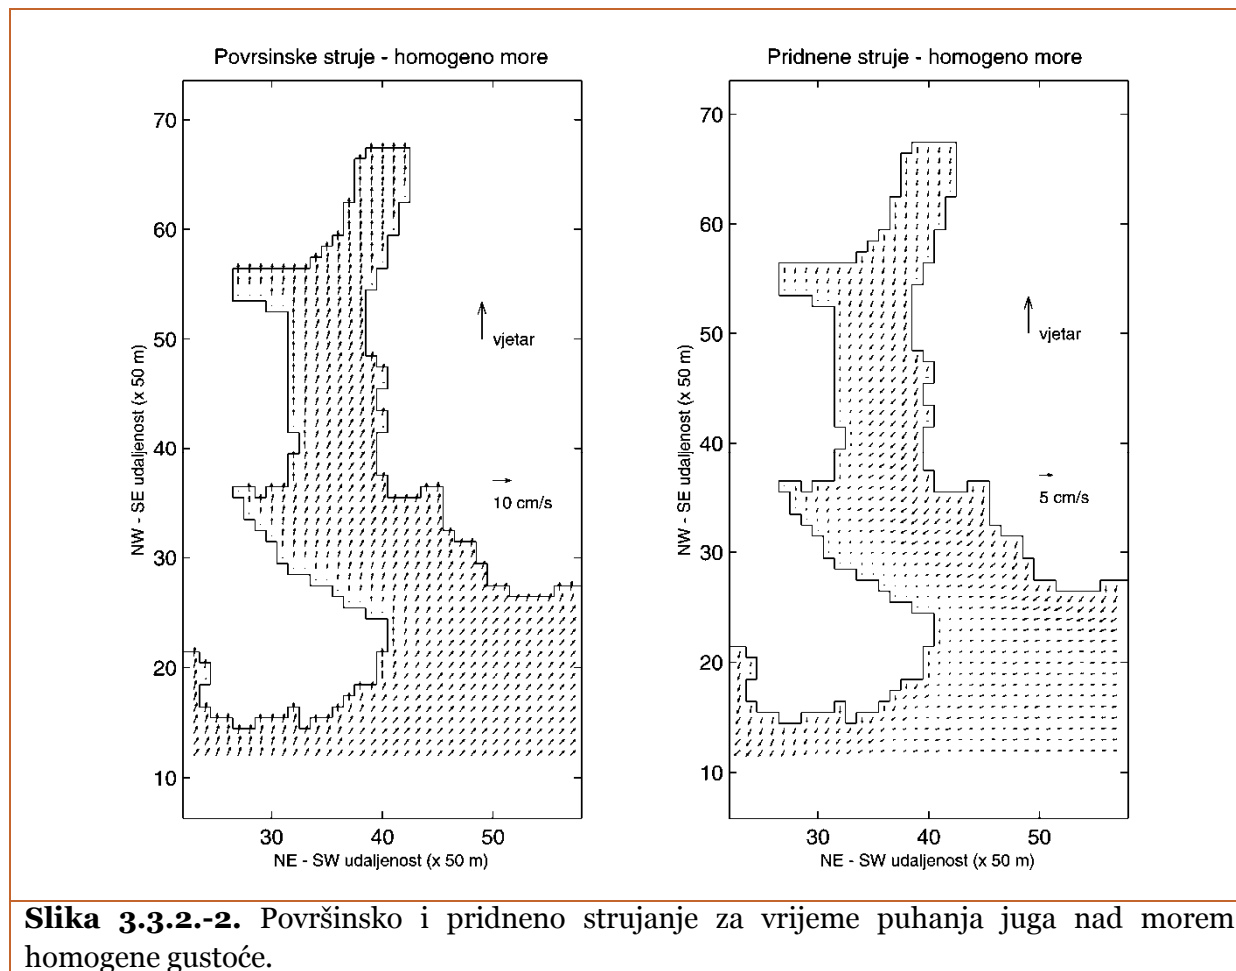 Povrsinske struje - homogeno more
70
60
50
40
30
20
10
30
40
50
NW - SE udaljenost (x 50 m)
NE - SW udaljenost (x 50 m)
vjetar
10 cm/s
Pridnene struje - homogeno more
70
60
50
40
30
20
10
30
40
50
NW - SE udaljenost (x 50 m)
NE - SW udaljenost (x 50 m)
vjetar
5 cm/s
Slika 3.3.2.-2. Površinsko i pridneno strujanje za vrijeme puhanja juga nad morem
homogene gustoće.